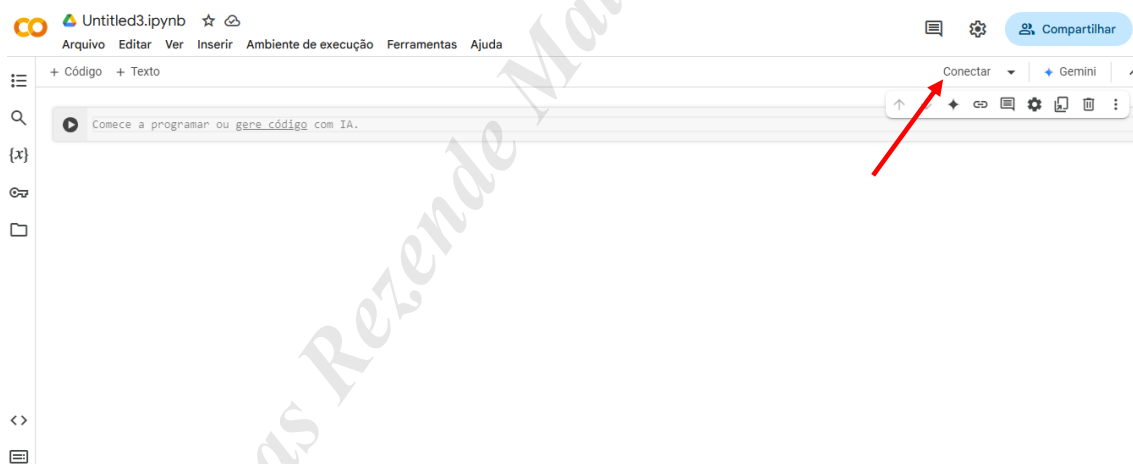 Untitled3.ipynb
Arquivo Editar Ver Inserir Ambiente de execução Ferramentas Ajuda
Compartilhar
+ Código + Texto
Conectar
Gemini
Comece a programar ou gere código com IA.
{x}
Rezende